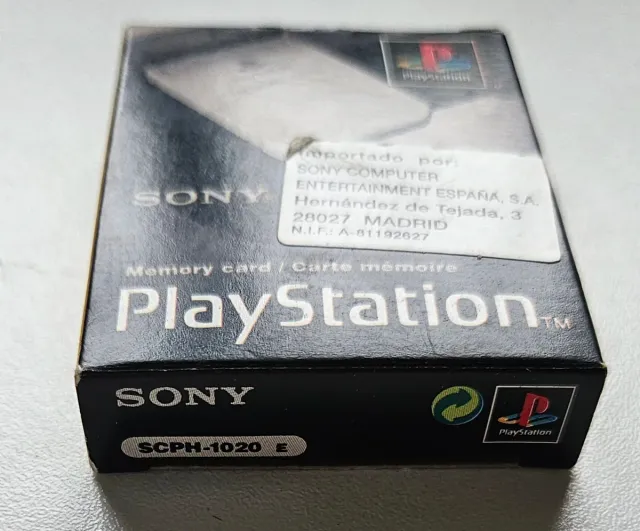 PlayStation
Importado por:
SONY COMPUTER
ENTERTAINMENT ESPAÑA, S.A.
Hernández de Tejada, 3
28027 MADRID
N.I.F.: A-81192827
SONY
Memory card / Carte mémoire
PlayStation™
SONY
SCPH-1020 E
PlayStation